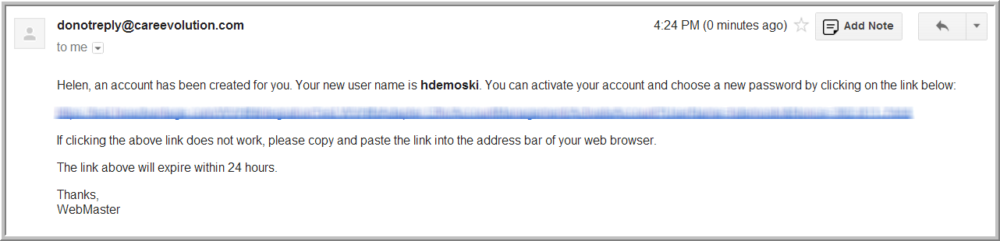 donotreply@careevolution.com
4:24 PM (0 minutes ago)
Add Note
to me
Helen, an account has been created for you. Your new user name is hdemoski. You can activate your account and choose a new password by clicking on the link below:
If clicking the above link does not work, please copy and paste the link into the address bar of your web browser.
The link above will expire within 24 hours.
Thanks,
WebMaster